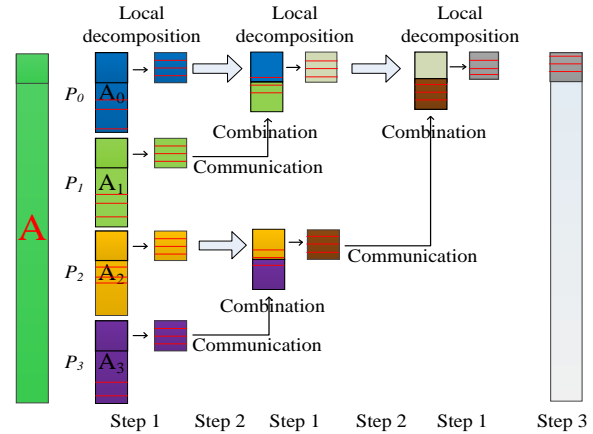 Local decomposition
Local decomposition
Local decomposition
P0
A0
Combination
Combination
P1
A1
Communication
A
P2
A2
Communication
Combination
P3
A3
Communication
Step 1
Step 2
Step 1
Step 2
Step 1
Step 3